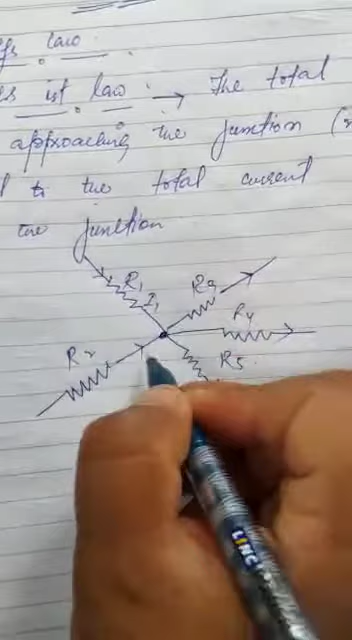 law
ist law → The total
approaching the junction
to the total current
the junction
R1
I1
R3
R4
R2
R5
LINC